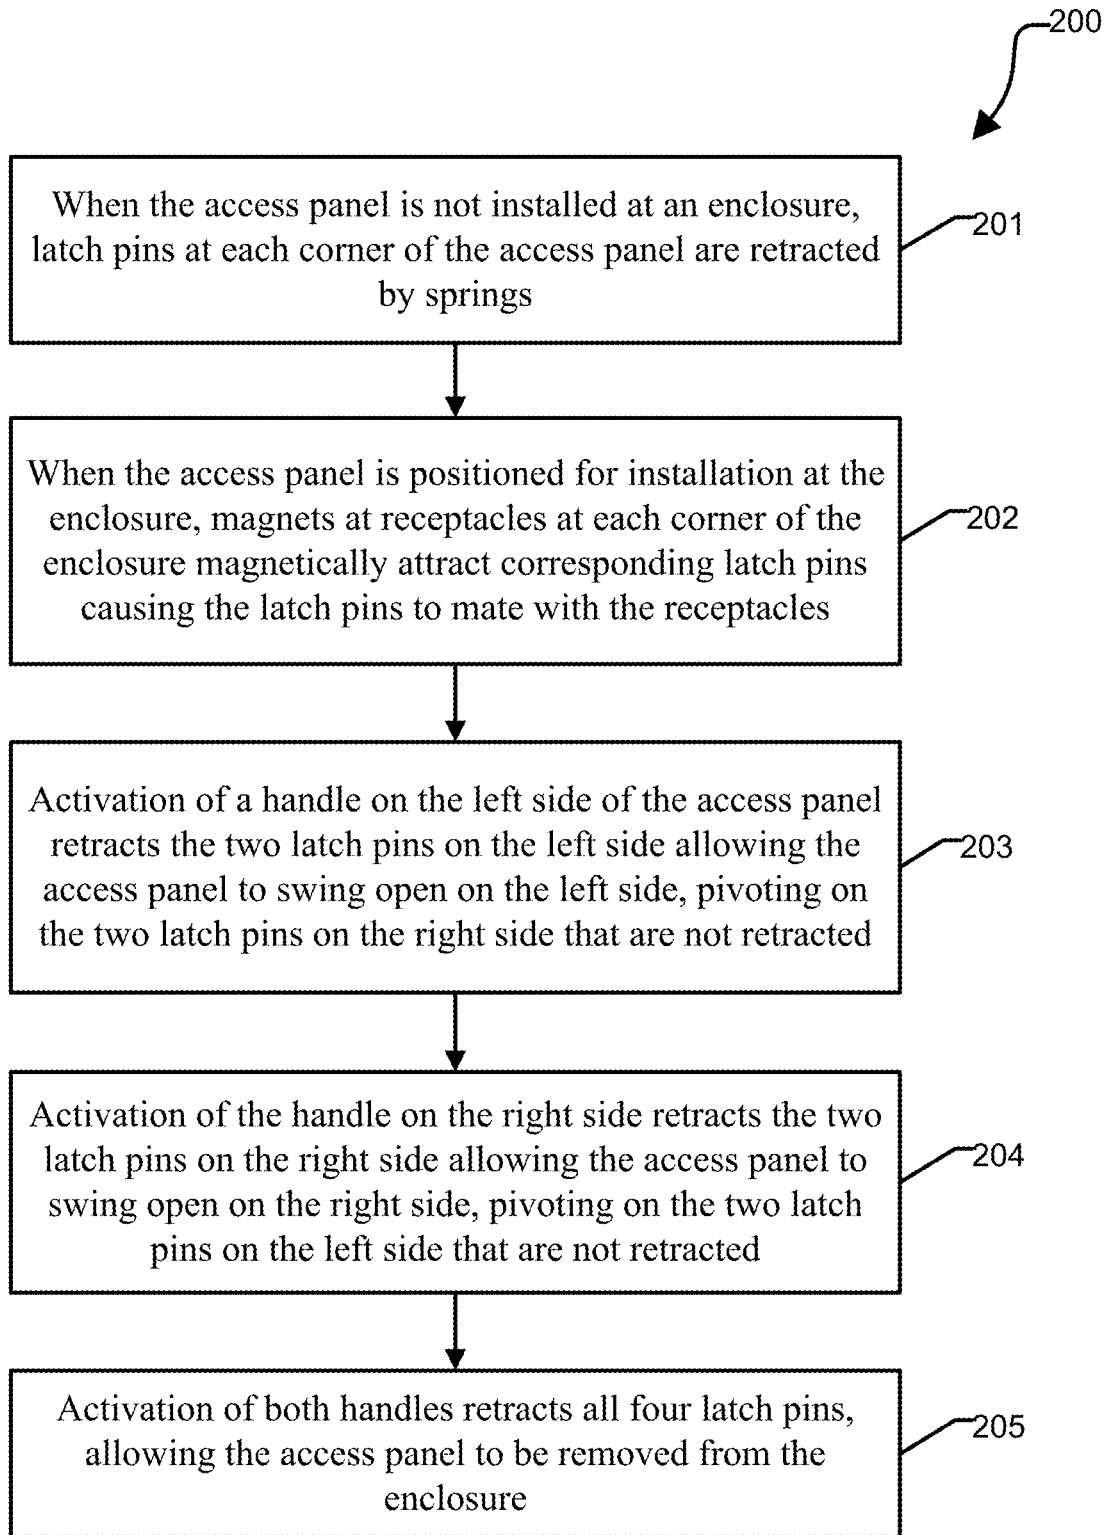 200
When the access panel is not installed at an enclosure,
latch pins at each corner of the access panel are retracted
by springs
201
When the access panel is positioned for installation at the
enclosure, magnets at receptacles at each corner of the
enclosure magnetically attract corresponding latch pins
causing the latch pins to mate with the receptacles
202
Activation of a handle on the left side of the access panel
retracts the two latch pins on the left side allowing the
access panel to swing open on the left side, pivoting on
the two latch pins on the right side that are not retracted
203
Activation of the handle on the right side retracts the two
latch pins on the right side allowing the access panel to
swing open on the right side, pivoting on the two latch
pins on the left side that are not retracted
204
Activation of both handles retracts all four latch pins,
allowing the access panel to be removed from the
enclosure
205